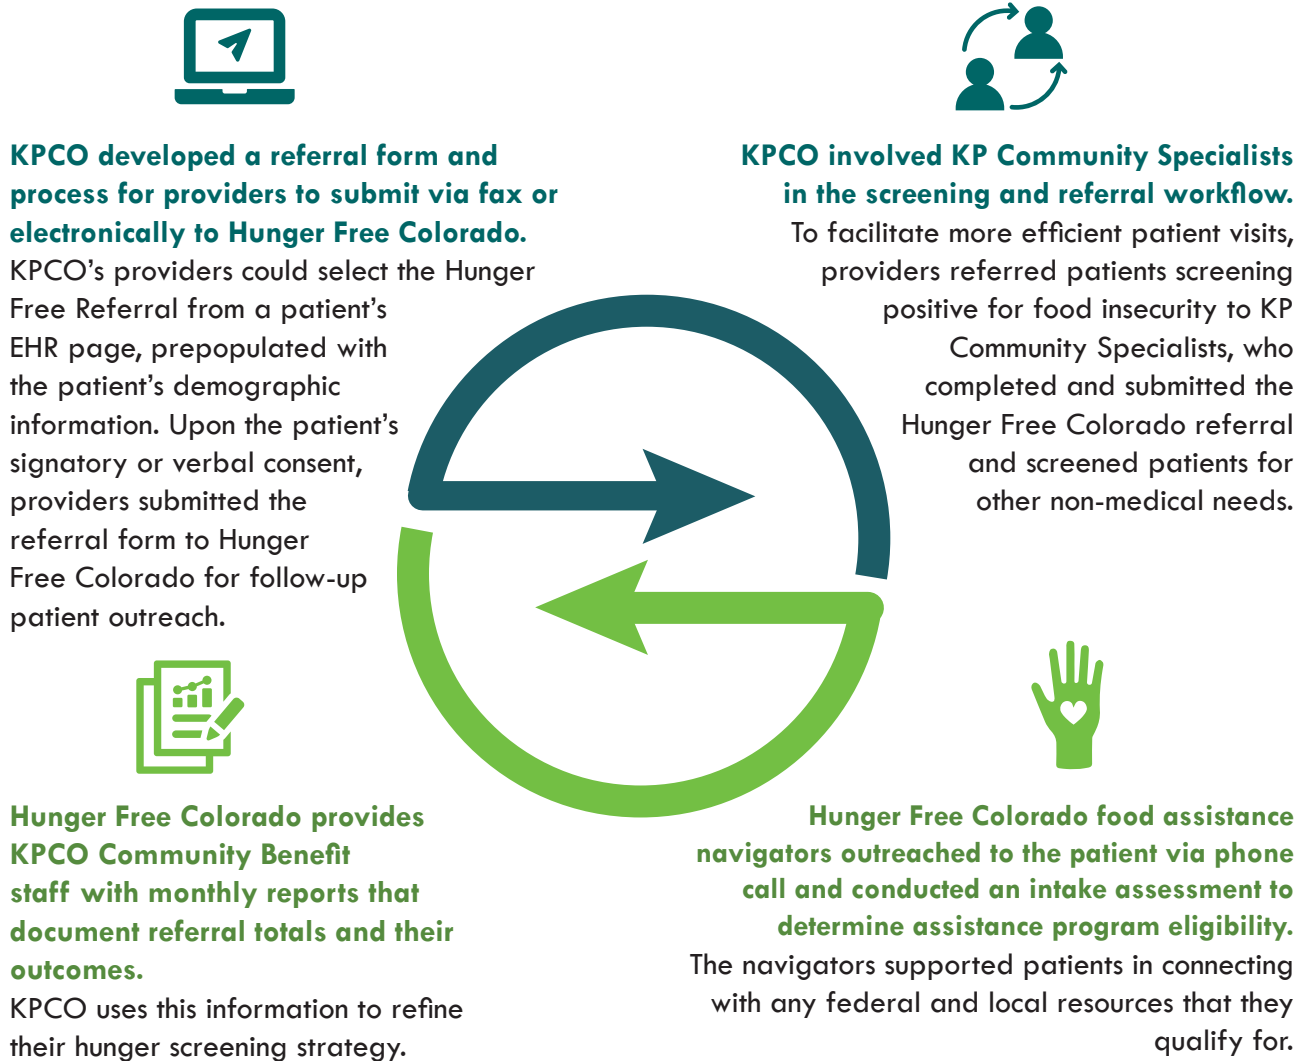 KPCO developed a referral form and
process for providers to submit via fax or
electronically to Hunger Free Colorado.
KPCO’s providers could select the Hunger
Free Referral from a patient’s
EHR page, prepopulated with
the patient’s demographic
information. Upon the patient’s
signatory or verbal consent,
providers submitted the
referral form to Hunger
Free Colorado for follow-up
patient outreach.
KPCO involved KP Community Specialists
in the screening and referral workflow.
To facilitate more efficient patient visits,
providers referred patients screening
positive for food insecurity to KP
Community Specialists, who
completed and submitted the
Hunger Free Colorado referral
and screened patients for
other non-medical needs.
Hunger Free Colorado provides
KPCO Community Benefit
staff with monthly reports that
document referral totals and their
outcomes.
KPCO uses this information to refine
their hunger screening strategy.
Hunger Free Colorado food assistance
navigators outreached to the patient via phone
call and conducted an intake assessment to
determine assistance program eligibility.
The navigators supported patients in connecting
with any federal and local resources that they
qualify for.